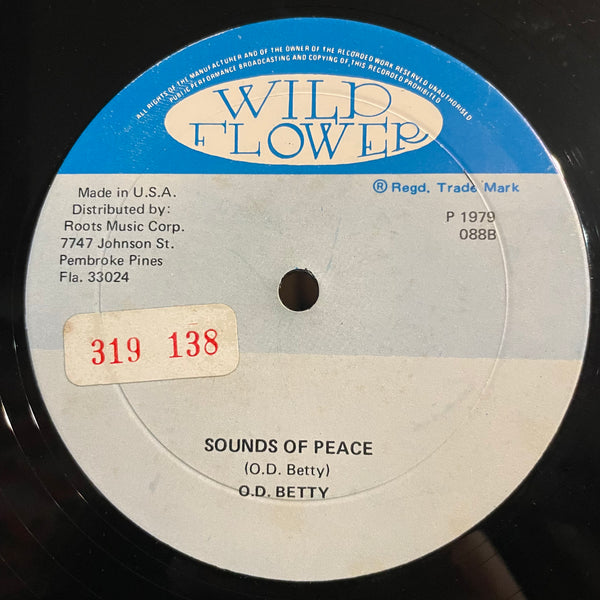 ALL RIGHTS OF THE MANUFACTURER AND OF THE OWNER OF THE RECORDED WORK RESERVED UNAUTHORISED
PUBLIC PERFORMANCE BROADCASTING AND COPYING OF THIS RECORDED PROHIBITED
WILD
FLOWER
® Regd. Trade Mark
Made in U.S.A.
Distributed by:
Roots Music Corp.
7747 Johnson St.
Pembroke Pines
Fla. 33024
P 1979
088B
319 138
SOUNDS OF PEACE
(O.D. Betty)
O.D. BETTY